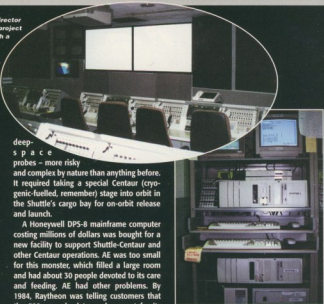 irector
project
h a
deep-
space
probes – more risky
and complex by nature than anything before.
It required taking a special Centaur (cryo-
genic-fuelled, remember) stage into orbit in
the Shuttle's cargo bay for on-orbit release
and launch.
A Honeywell DPS-8 mainframe computer
costing millions of dollars was bought for a
new facility to support Shuttle-Centaur and
other Centaur operations. AE was too small
for this monster, which filled a large room
and had about 30 people devoted to its care
and feeding. AE had other problems. By
1984, Raytheon was telling customers that